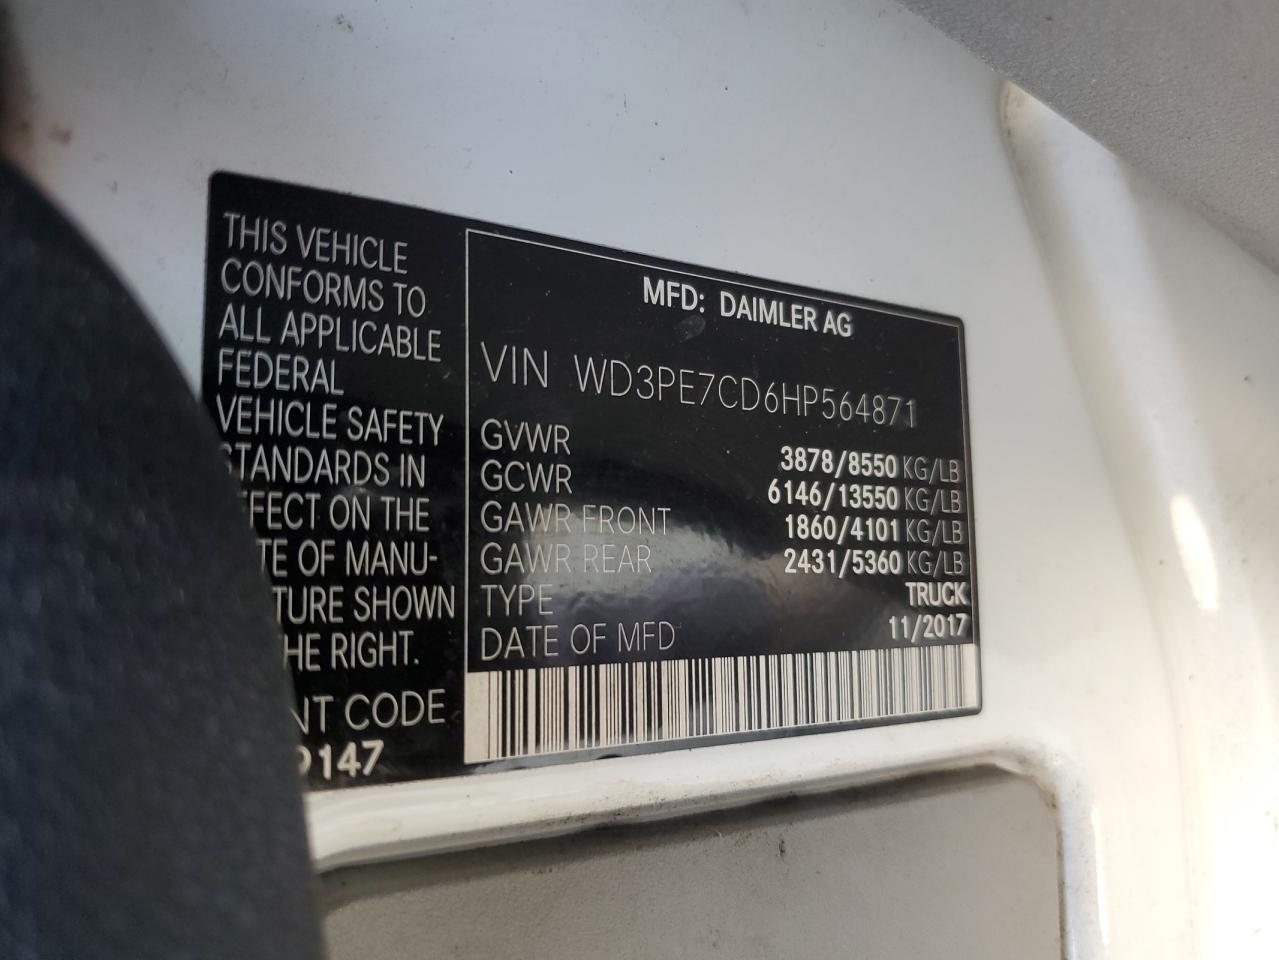 THIS VEHICLE
CONFORMS TO
ALL APPLICABLE
FEDERAL
VEHICLE SAFETY
STANDARDS IN
FECT ON THE
TE OF MANU-
TURE SHOWN
HE RIGHT.
NT CODE
9147
MFD: DAIMLER AG
VIN WD3PE7CD6HP564871
GVWR 3878/8550 KG/LB
GCWR 6146/13550 KG/LB
GAWR FRONT 1860/4101 KG/LB
GAWR REAR 2431/5360 KG/LB
TYPE TRUCK
DATE OF MFD 11/2017